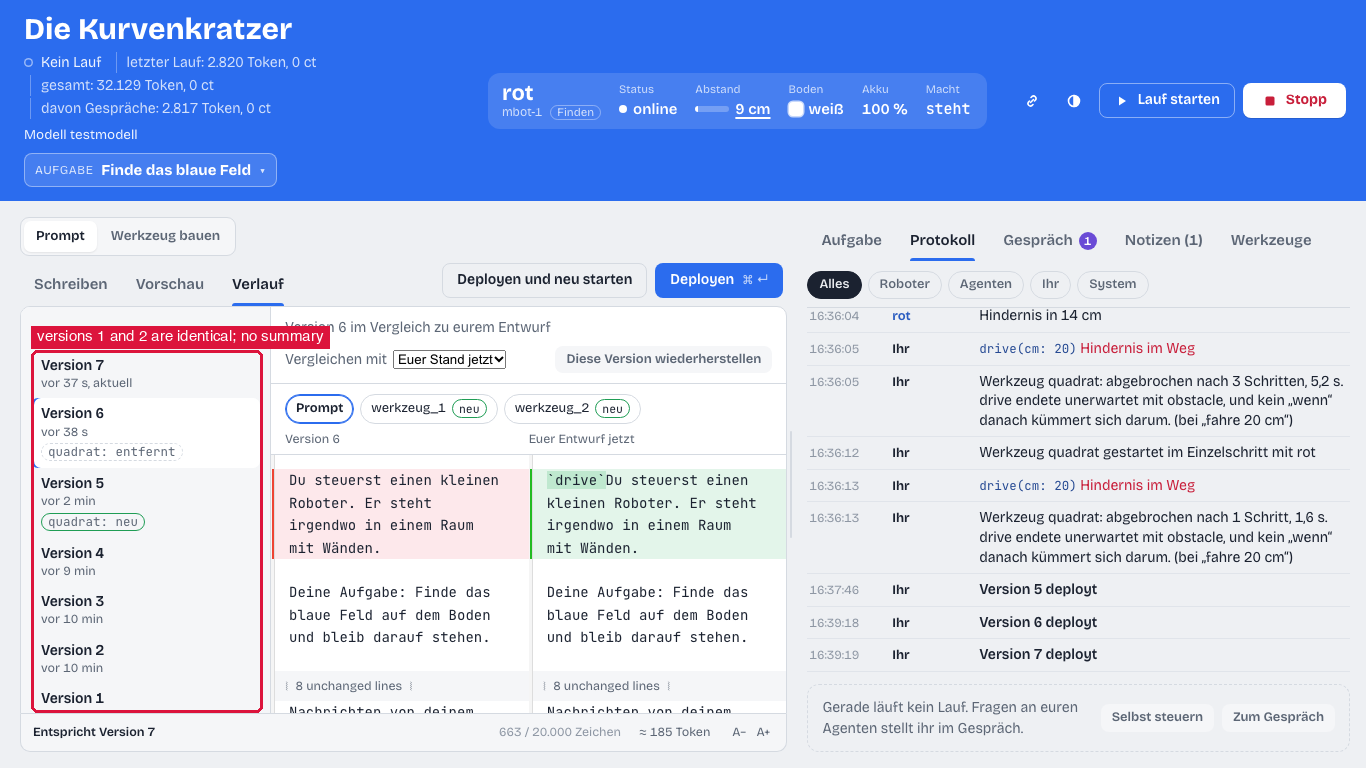 Die Kurvenkratzer
Kein Lauf
letzter Lauf: 2.820 Token, 0 ct
gesamt: 32.129 Token, 0 ct
davon Gespräche: 2.817 Token, 0 ct
Modell testmodell
AUFGABE Finde das blaue Feld
rot
mbot-1 Finden
Status
online
Abstand
9 cm
Boden
weiß
Akku
100 %
Macht
steht
Lauf starten
Stopp
Prompt
Werkzeug bauen
Schreiben
Vorschau
Verlauf
Deployen und neu starten
Deployen ⌘ ↵
versions 1 and 2 are identical; no summary
Version 7
vor 37 s, aktuell
Version 6
vor 38 s
quadrat: entfernt
Version 5
vor 2 min
quadrat: neu
Version 4
vor 9 min
Version 3
vor 10 min
Version 2
vor 10 min
Version 1
Version 6 im Vergleich zu eurem Entwurf
Vergleichen mit Euer Stand jetzt
Diese Version wiederherstellen
Prompt
werkzeug_1 neu
werkzeug_2 neu
Version 6
Euer Entwurf jetzt
Du steuerst einen kleinen
Roboter. Er steht
irgendwo in einem Raum
mit Wänden.
Deine Aufgabe: Finde das
blaue Feld auf dem Boden
und bleib darauf stehen.
8 unchanged lines
Nachrichten von deinem
`drive`Du steuerst einen
kleinen Roboter. Er steht
irgendwo in einem Raum
mit Wänden.
Deine Aufgabe: Finde das
blaue Feld auf dem Boden
und bleib darauf stehen.
8 unchanged lines
Nachrichten von deinem
Entspricht Version 7
663 / 20.000 Zeichen
≈ 185 Token
A−
A+
Aufgabe
Protokoll
Gespräch 1
Notizen (1)
Werkzeuge
Alles
Roboter
Agenten
Ihr
System
16:36:04 rot Hindernis in 14 cm
16:36:05 Ihr drive(cm: 20) Hindernis im Weg
16:36:05 Ihr Werkzeug quadrat: abgebrochen nach 3 Schritten, 5,2 s.
drive endete unerwartet mit obstacle, und kein „wenn“
danach kümmert sich darum. (bei „fahre 20 cm“)
16:36:12 Ihr Werkzeug quadrat gestartet im Einzelschritt mit rot
16:36:13 Ihr drive(cm: 20) Hindernis im Weg
16:36:13 Ihr Werkzeug quadrat: abgebrochen nach 1 Schritt, 1,6 s.
drive endete unerwartet mit obstacle, und kein „wenn“
danach kümmert sich darum. (bei „fahre 20 cm“)
16:37:46 Ihr Version 5 deployt
16:39:18 Ihr Version 6 deployt
16:39:19 Ihr Version 7 deployt
Gerade läuft kein Lauf. Fragen an euren
Agenten stellt ihr im Gespräch.
Selbst steuern
Zum Gespräch